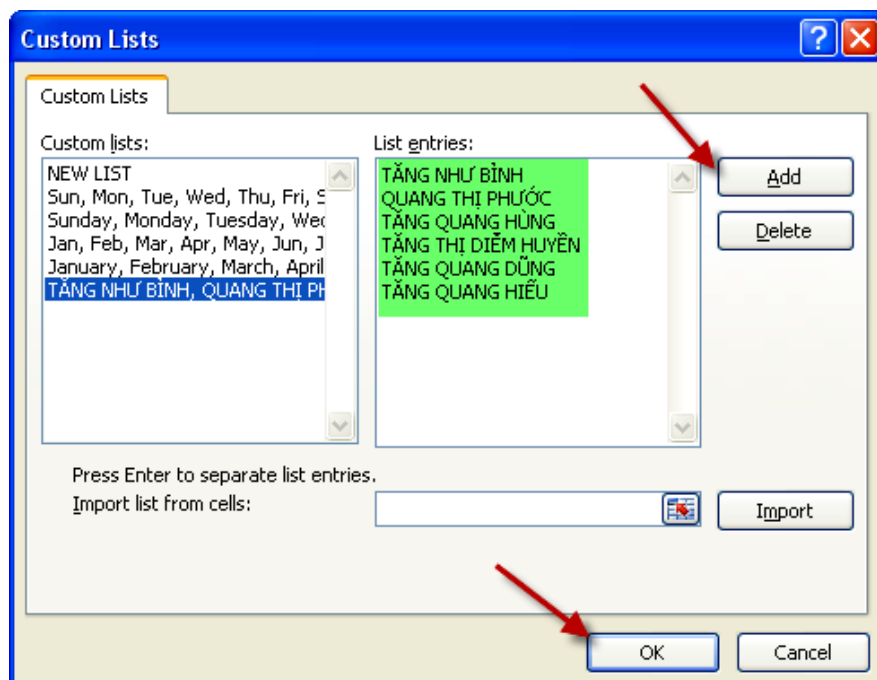 Custom Lists
?
X
Custom Lists
Custom lists:
NEW LIST
Sun, Mon, Tue, Wed, Thu, Fri, S
Sunday, Monday, Tuesday, Wed
Jan, Feb, Mar, Apr, May, Jun, J
January, February, March, April
TĂNG NHƯ BÌNH, QUANG THỊ PH
List entries:
TĂNG NHƯ BÌNH
QUANG THỊ PHƯỚC
TĂNG QUANG HÙNG
TĂNG THỊ DIỄM HUYỀN
TĂNG QUANG DŨNG
TĂNG QUANG HIẾU
Add
Delete
Press Enter to separate list entries.
Import list from cells:
Import
OK
Cancel